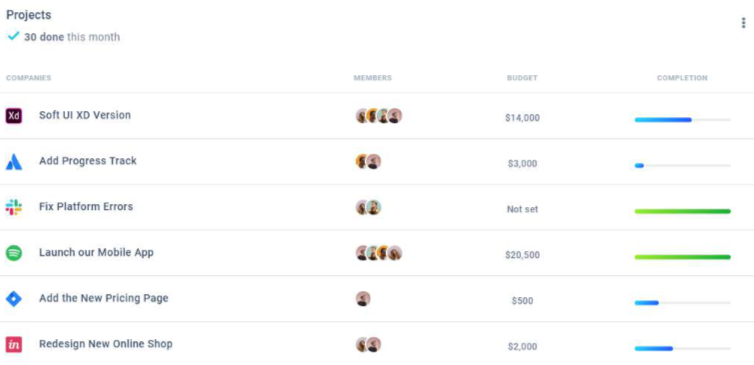 Projects
30 done this month
COMPANIES MEMBERS BUDGET COMPLETION
Xd Soft UI XD Version $14,000
Add Progress Track $3,000
Fix Platform Errors Not set
Launch our Mobile App $20,500
Add the New Pricing Page $500
in Redesign New Online Shop $2,000